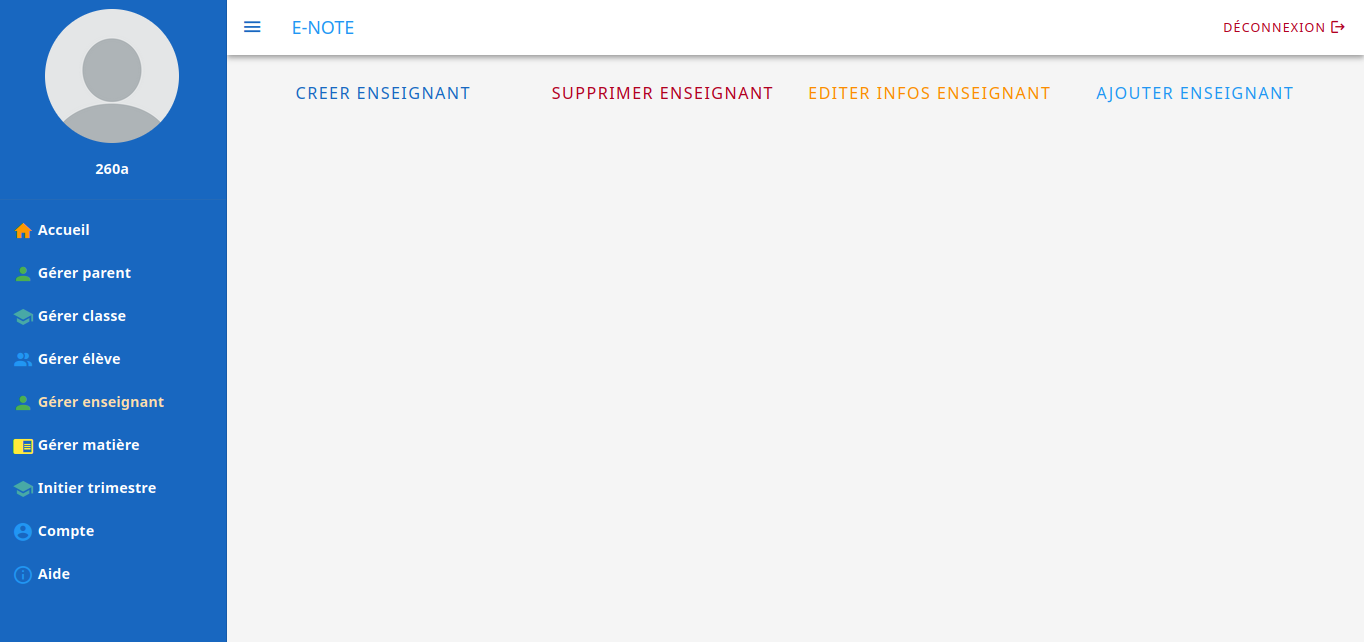 E-NOTE
DÉCONNEXION
260a
Accueil
Gérer parent
Gérer classe
Gérer élève
Gérer enseignant
Gérer matière
Initier trimestre
Compte
Aide
CREER ENSEIGNANT
SUPPRIMER ENSEIGNANT
EDITER INFOS ENSEIGNANT
AJOUTER ENSEIGNANT